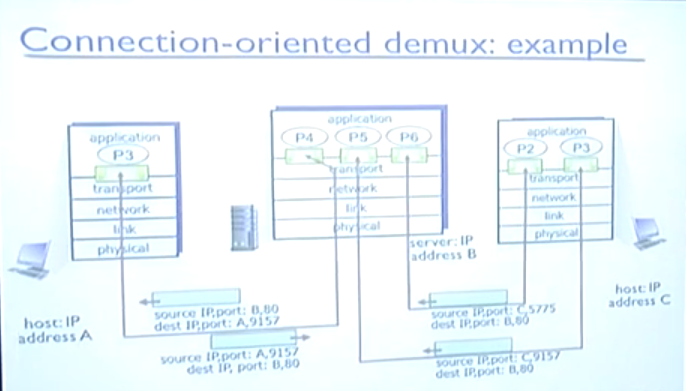 Connection-oriented demux: example
application
P3
transport
network
link
physical
host: IP
address A
application
P4 P5 P6
transport
network
link
physical
server: IP
address B
application
P2 P3
transport
network
link
physical
host: IP
address C
source IP,port: B,80
dest IP,port: A,9157
source IP,port: A,9157
dest IP, port: B,80
source IP,port: C,5775
dest IP,port: B,80
source IP,port: C,9157
dest IP,port: B,80